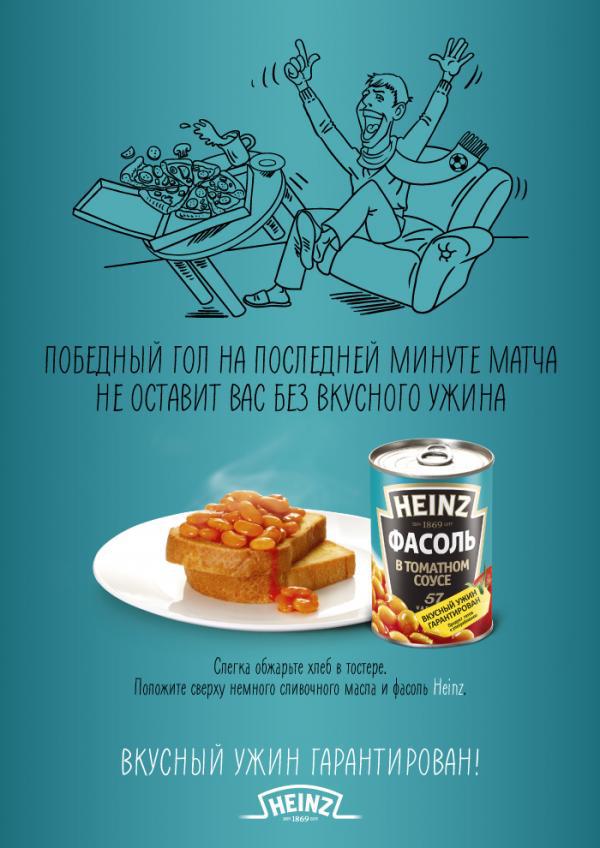 ПОБЕДНЫЙ ГОЛ НА ПОСЛЕДНЕЙ МИНУТЕ МАТЧА
НЕ ОСТАВИТ ВАС БЕЗ ВКУСНОГО УЖИНА
HEINZ
1869
ФАСОЛЬ
В ТОМАТНОМ
СОУСЕ
57
ВКУСНЫЙ УЖИН
ГАРАНТИРОВАН
Слегка обжарьте хлеб в тостере.
Положите сверху немного сливочного масла и фасоль Heinz.
ВКУСНЫЙ УЖИН ГАРАНТИРОВАН!
HEINZ
1869